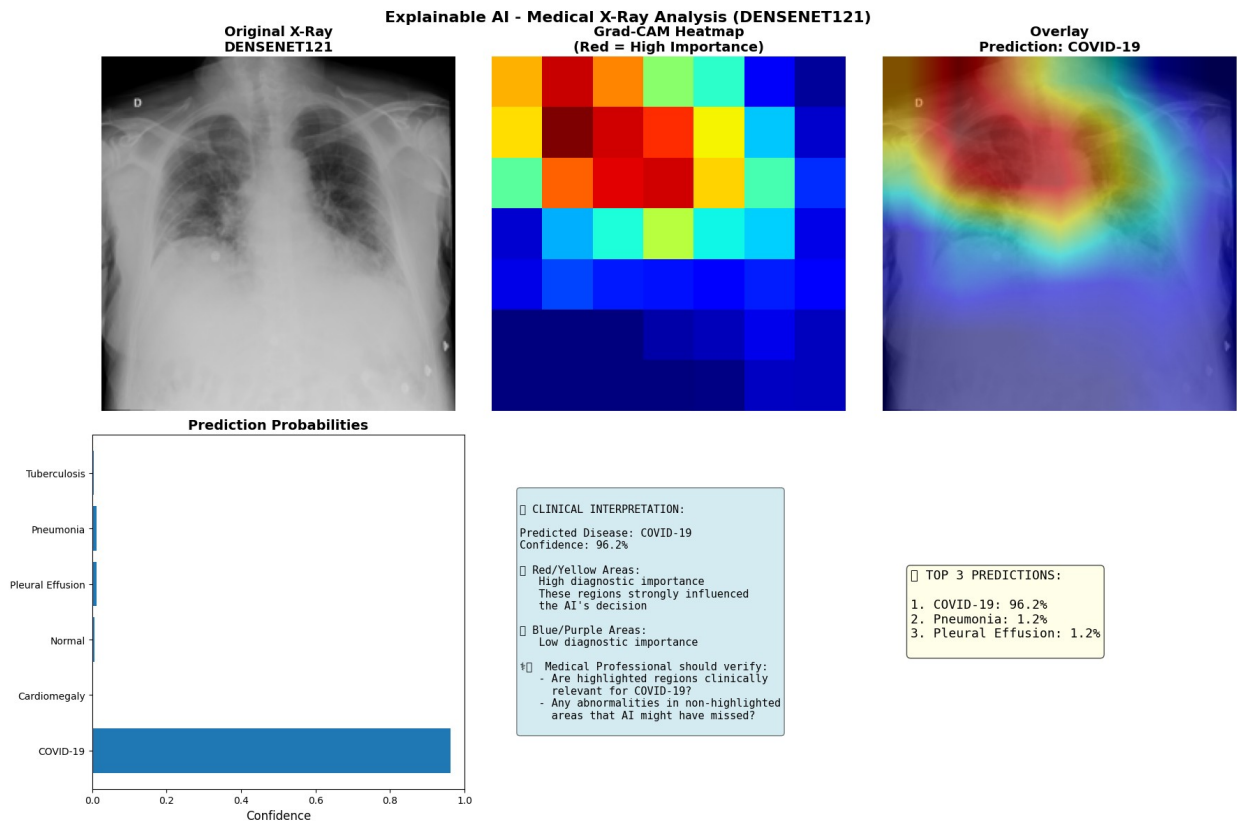 Explainable AI - Medical X-Ray Analysis (DENSENET121)
Original X-Ray
DENSENET121
Grad-CAM Heatmap
(Red = High Importance)
Overlay
Prediction: COVID-19
D
D
Prediction Probabilities
Tuberculosis
Pneumonia
Pleural Effusion
Normal
Cardiomegaly
COVID-19
0.0 0.2 0.4 0.6 0.8 1.0
Confidence
CLINICAL INTERPRETATION:
Predicted Disease: COVID-19
Confidence: 96.2%
Red/Yellow Areas:
High diagnostic importance
These regions strongly influenced
the AI's decision
Blue/Purple Areas:
Low diagnostic importance
⚕ Medical Professional should verify:
- Are highlighted regions clinically
relevant for COVID-19?
- Any abnormalities in non-highlighted
areas that AI might have missed?
TOP 3 PREDICTIONS:
1. COVID-19: 96.2%
2. Pneumonia: 1.2%
3. Pleural Effusion: 1.2%